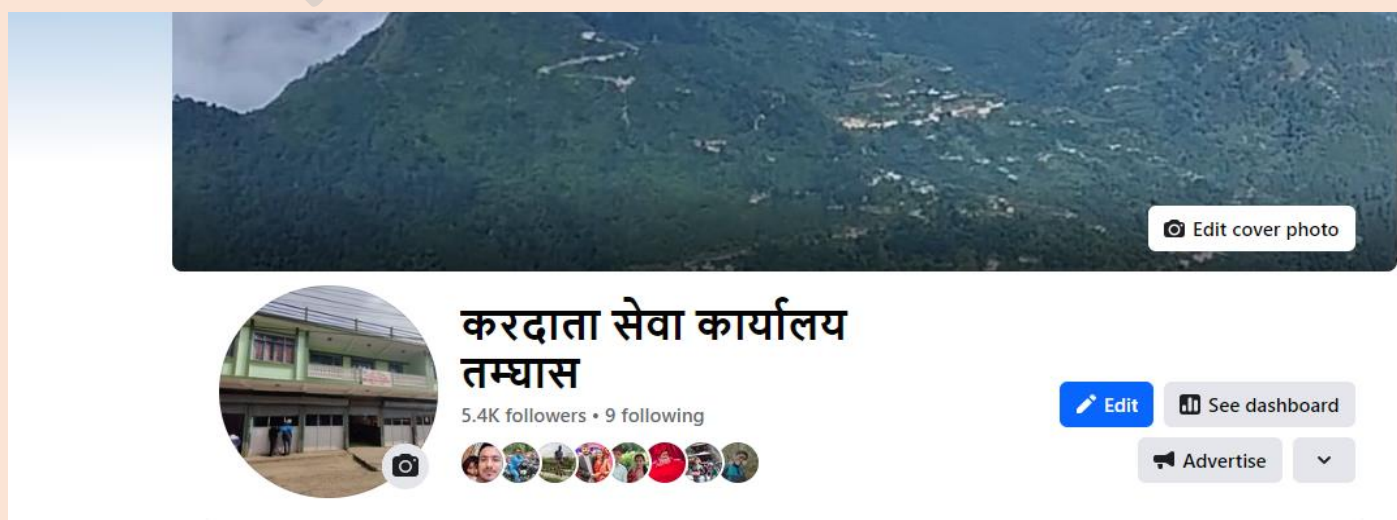 Edit cover photo
करदाता सेवा कार्यालय
तम्घास
5.4K followers • 9 following
Edit
See dashboard
Advertise